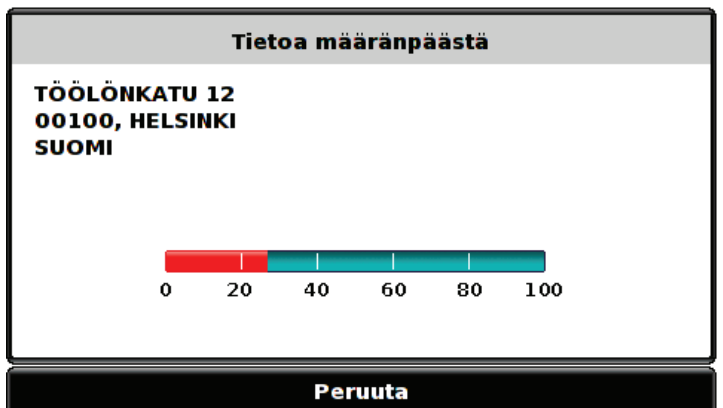 Tietoa määränpäästä
TÖÖLÖNKATU 12
00100, HELSINKI
SUOMI
0 20 40 60 80 100
Peruuta